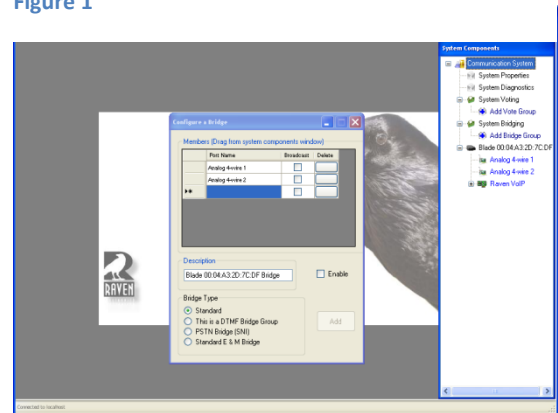 Figure 1
System Components
Communication System
System Properties
System Diagnostics
System Voting
Add Vote Group
System Bridging
Add Bridge Group
Blade 00:04:A3:2D:7C:DF
Analog 4-wire 1
Analog 4-wire 2
Raven VoIP
Configure a Bridge
Members (Drag from system components window)
Port Name Broadcast Delete
Analog 4-wire 1
Analog 4-wire 2
Description
Blade 00:04:A3:2D:7C:DF Bridge
Enable
Bridge Type
Standard
This is a DTMF Bridge Group
PSTN Bridge (SNI)
Standard E & M Bridge
Add
RAVEN
Connected to localhost